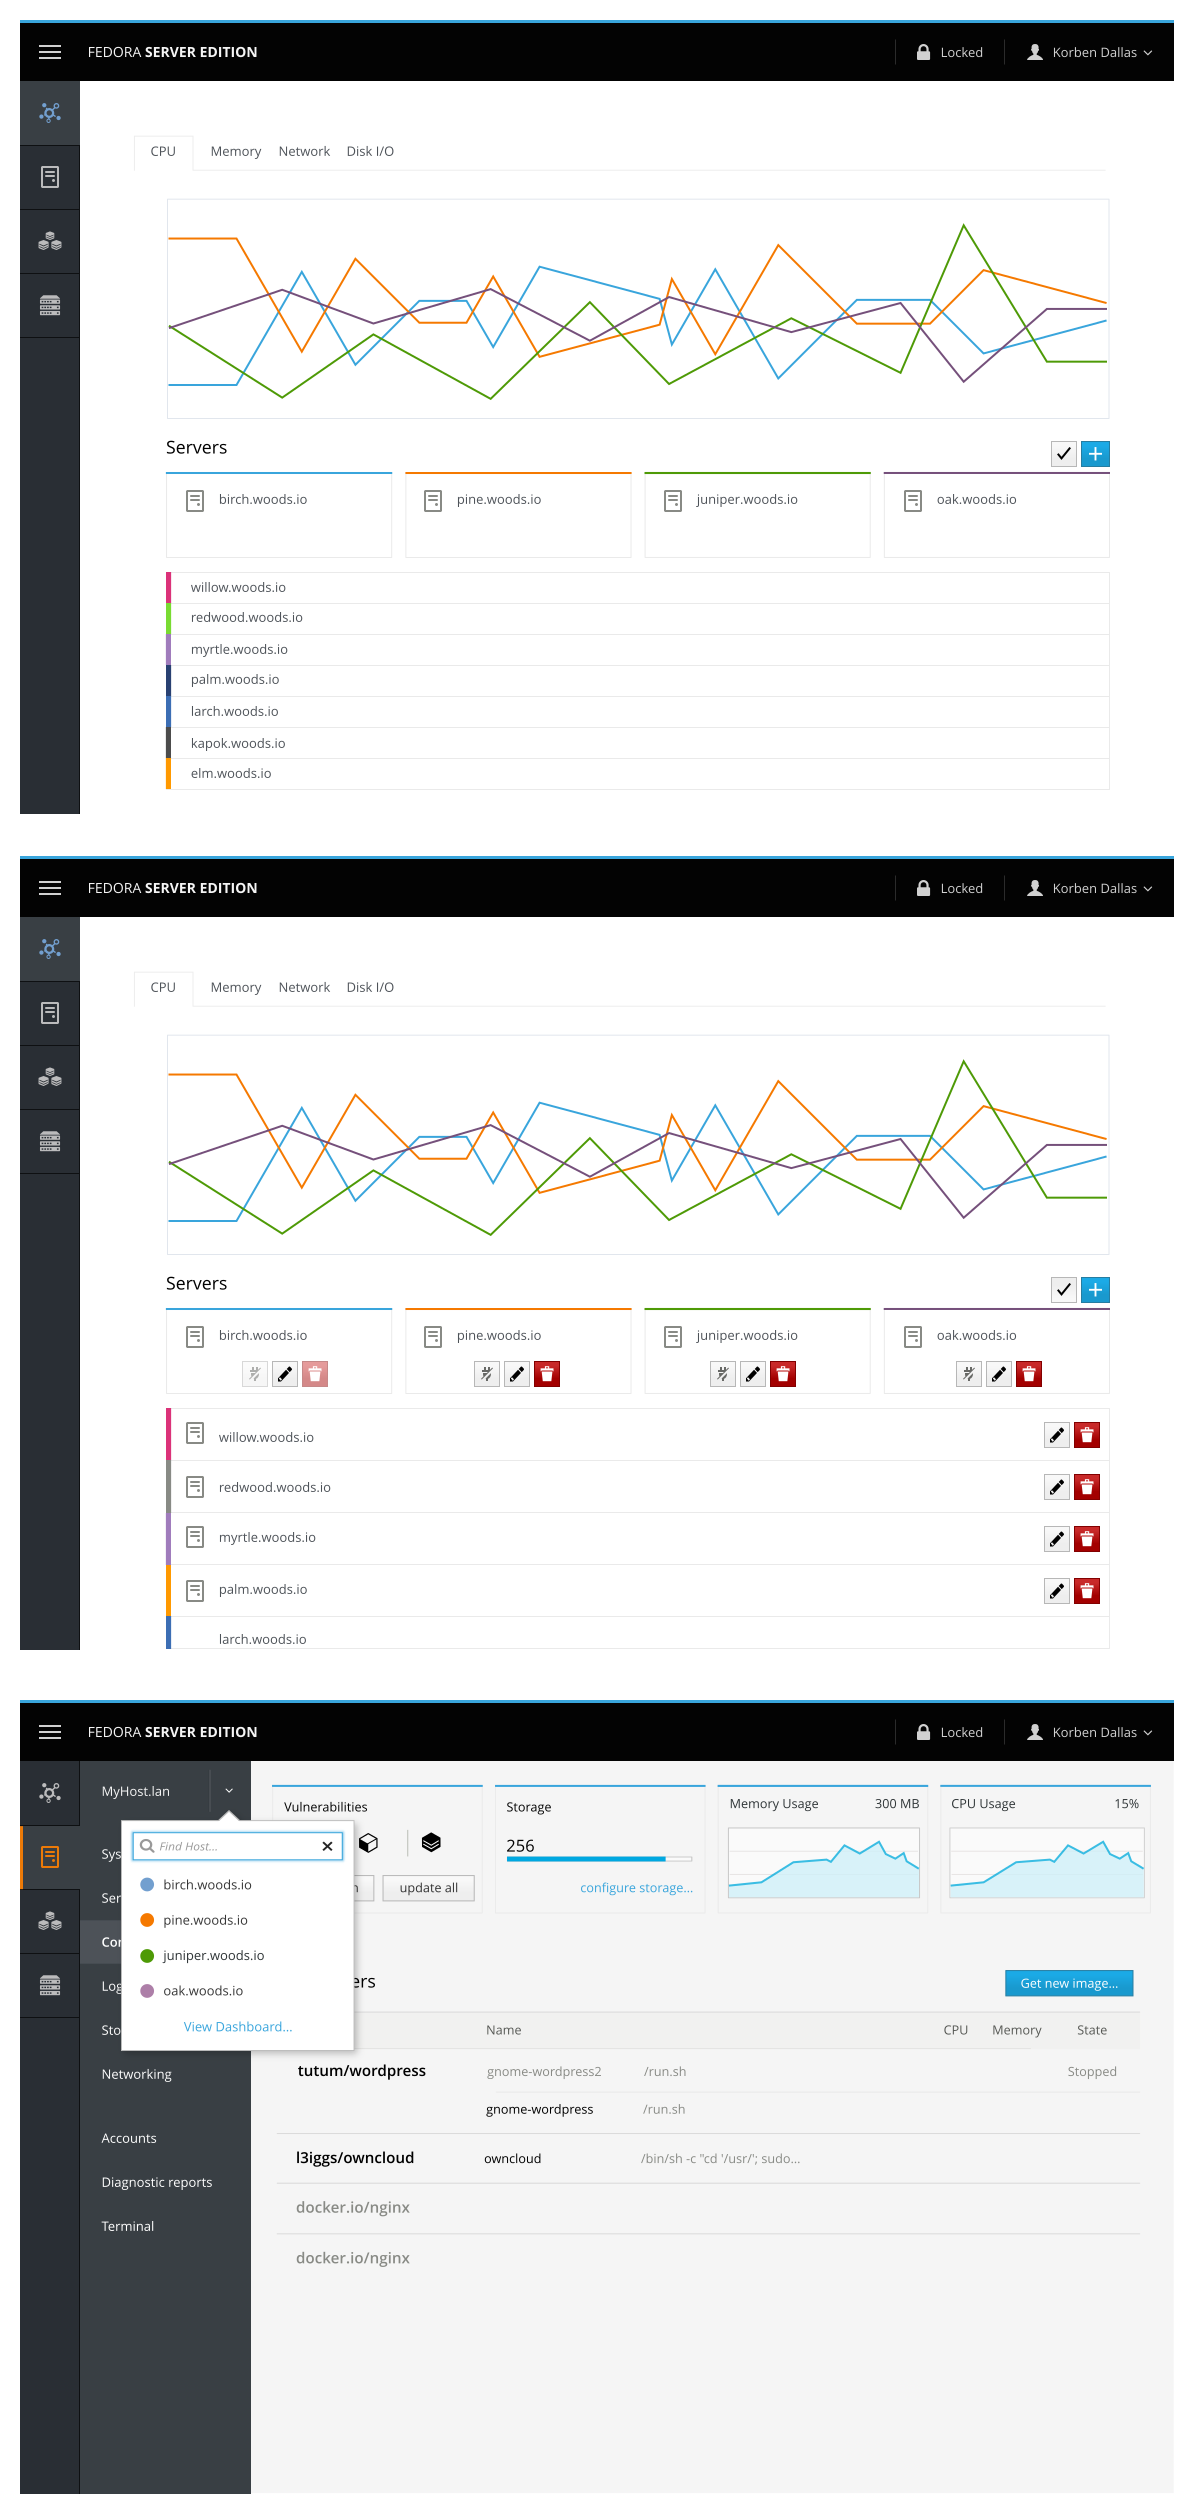 FEDORA SERVER EDITION
Locked
Korben Dallas
CPU Memory Network Disk I/O
Servers
birch.woods.io
pine.woods.io
juniper.woods.io
oak.woods.io
willow.woods.io
redwood.woods.io
myrtle.woods.io
palm.woods.io
larch.woods.io
kapok.woods.io
elm.woods.io
FEDORA SERVER EDITION
Locked
Korben Dallas
CPU Memory Network Disk I/O
Servers
birch.woods.io
pine.woods.io
juniper.woods.io
oak.woods.io
willow.woods.io
redwood.woods.io
myrtle.woods.io
palm.woods.io
larch.woods.io
FEDORA SERVER EDITION
Locked
Korben Dallas
MyHost.lan
Find Host...
birch.woods.io
pine.woods.io
juniper.woods.io
oak.woods.io
View Dashboard...
Networking
Accounts
Diagnostic reports
Terminal
Vulnerabilities
update all
Storage
256
configure storage...
Memory Usage 300 MB
CPU Usage 15%
Get new image...
Name CPU Memory State
tutum/wordpress gnome-wordpress2 /run.sh Stopped
gnome-wordpress /run.sh
l3iggs/owncloud owncloud /bin/sh -c "cd '/usr/'; sudo...
docker.io/nginx
docker.io/nginx